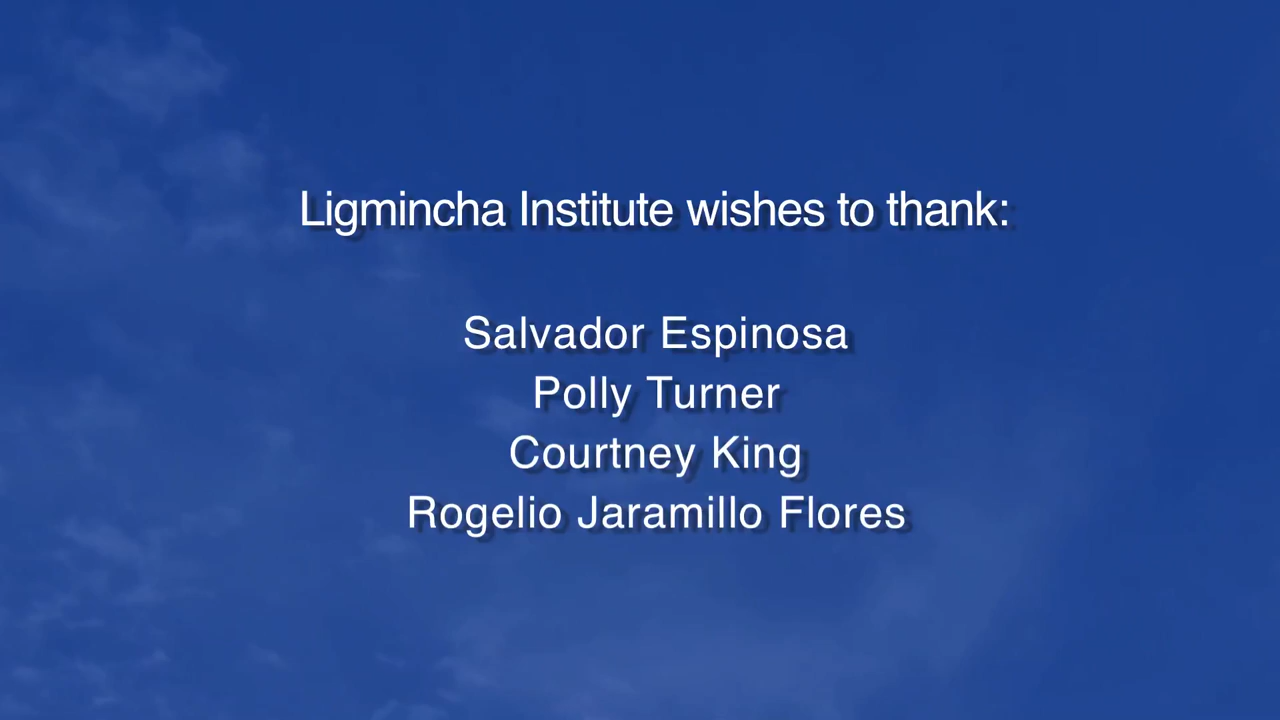 Ligmincha Institute wishes to thank:
Salvador Espinosa
Polly Turner
Courtney King
Rogelio Jaramillo Flores